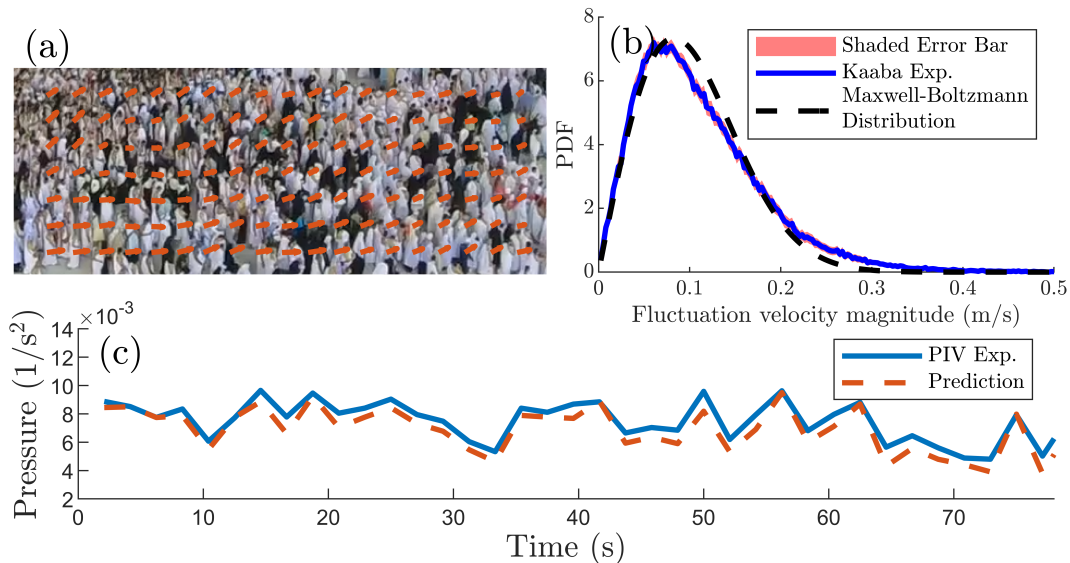 (a)
(b)
8
6
4
2
0
PDF
Shaded Error Bar
Kaaba Exp.
Maxwell-Boltzmann
Distribution
0 0.1 0.2 0.3 0.4 0.5
Fluctuation velocity magnitude (m/s)
×10⁻³
(c)
14
12
10
8
6
4
2
Pressure (1/s²)
PIV Exp.
Prediction
0 10 20 30 40 50 60 70
Time (s)